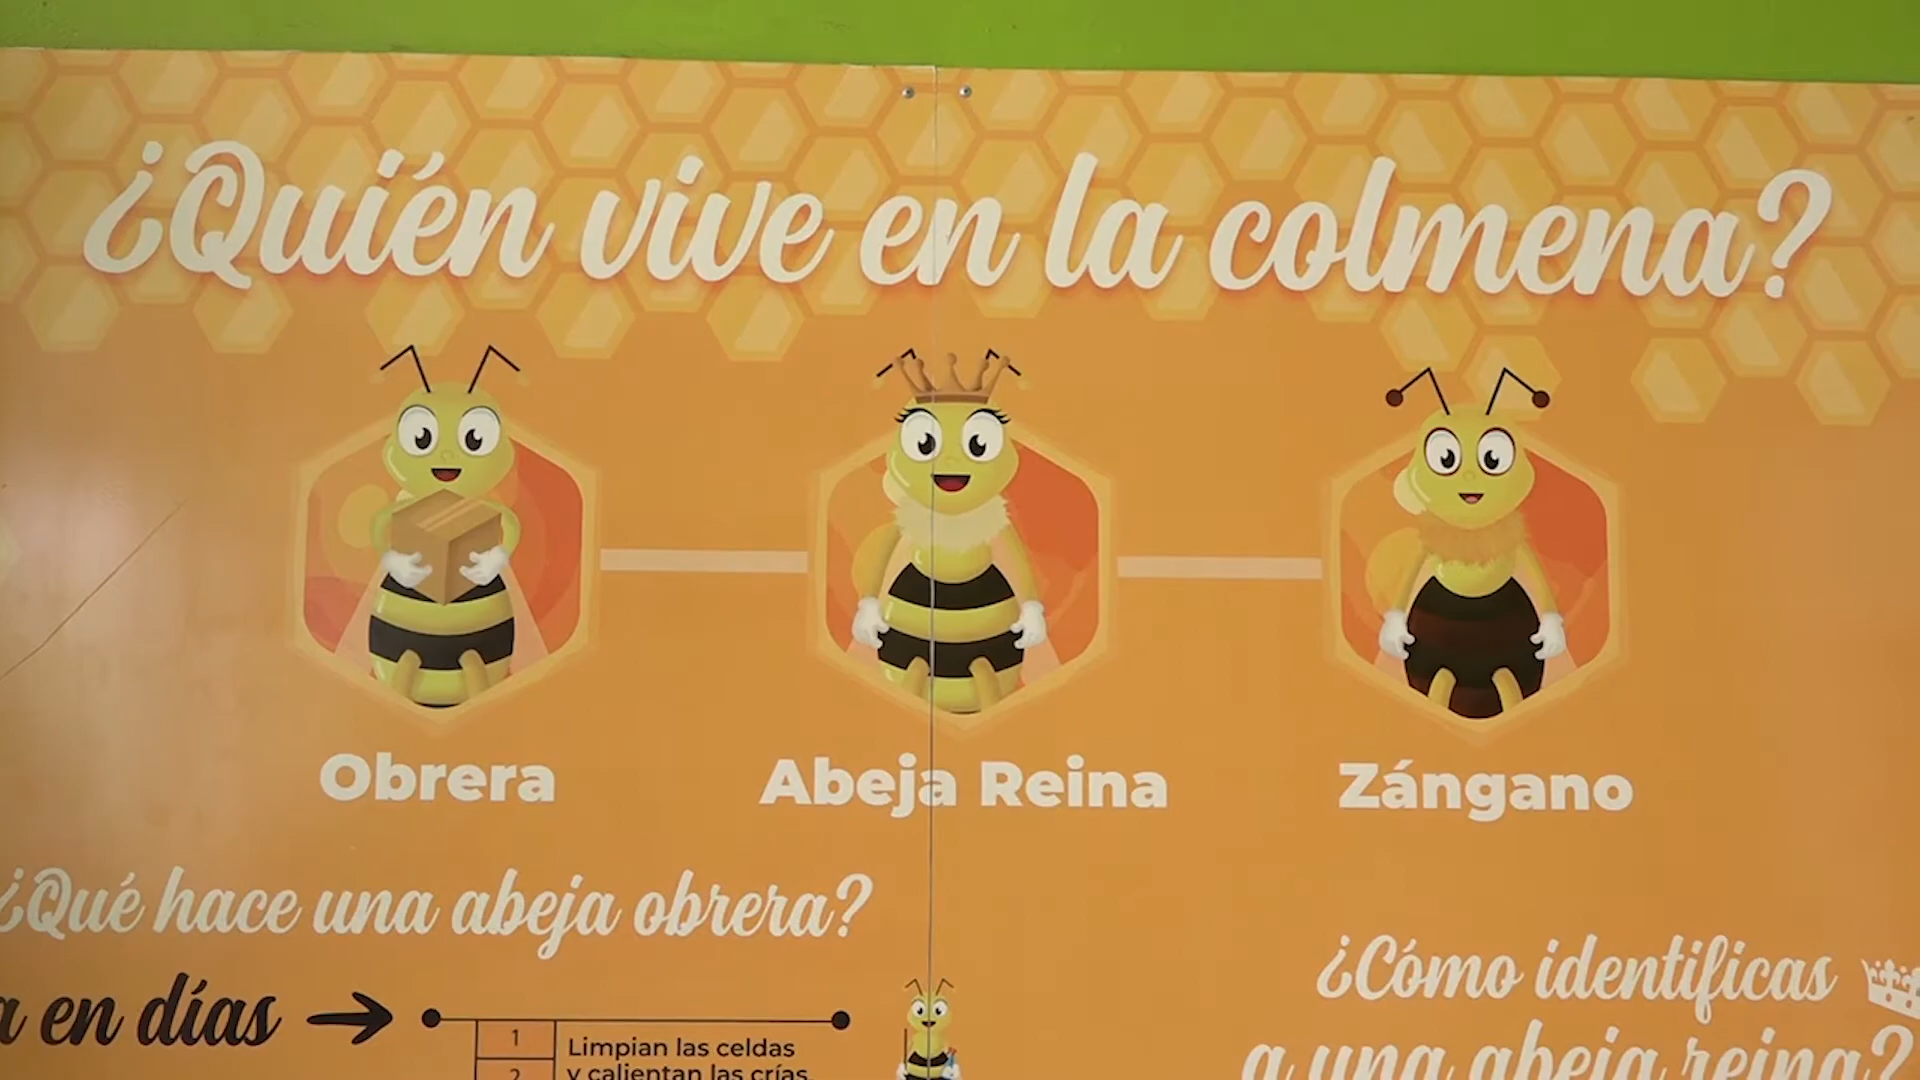 ¿Quién vive en la colmena?
Obrera
Abeja Reina
Zángano
¿Qué hace una abeja obrera?
en días
1
Limpian las celdas
2
y calientan las crías.
¿Cómo identificas
a una abeja reina?